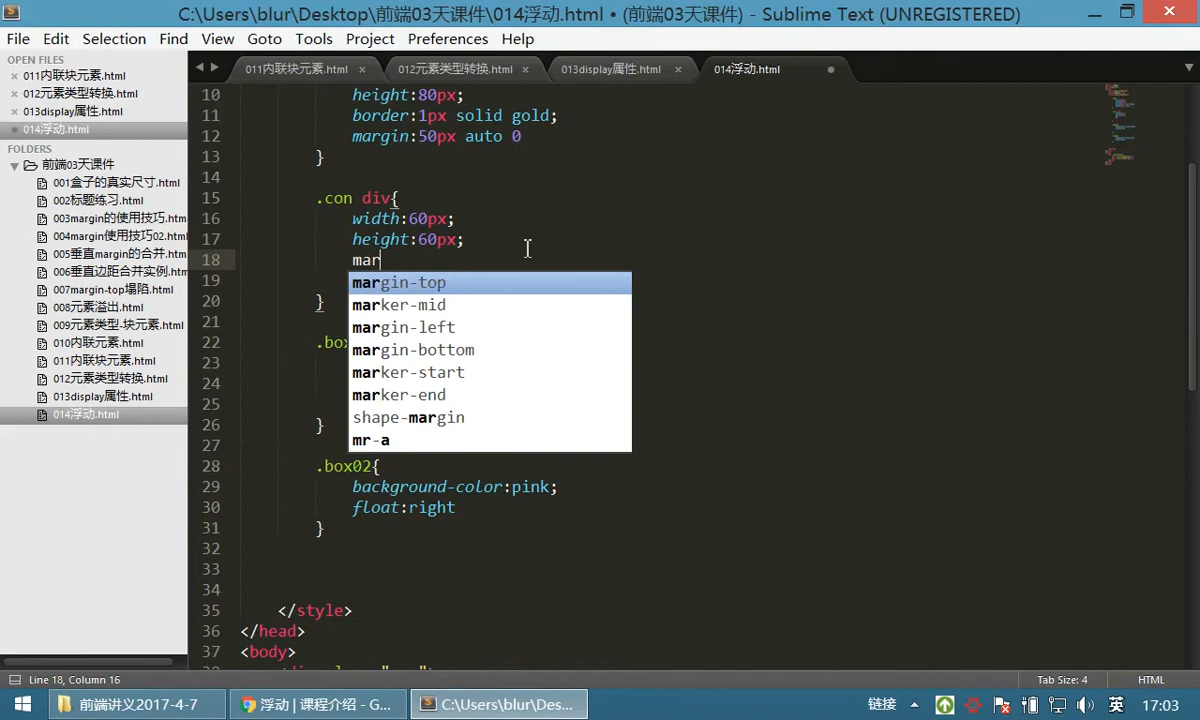 C:\Users\blur\Desktop\前端03天课件\014浮动.html • (前端03天课件) - Sublime Text (UNREGISTERED)
File Edit Selection Find View Goto Tools Project Preferences Help
OPEN FILES
011内联块元素.html
012元素类型转换.html
013display属性.html
014浮动.html
FOLDERS
前端03天课件
001盒子的真实尺寸.html
002标题练习.html
003margin的使用技巧.htm
004margin使用技巧02.htm
005垂直margin的合并.htm
006垂直边距合并实例.htm
007margin-top塌陷.html
008元素溢出.html
009元素类型-块元素.html
010内联元素.html
011内联块元素.html
012元素类型转换.html
013display属性.html
014浮动.html
011内联块元素.html
012元素类型转换.html
013display属性.html
014浮动.html
10 height:80px;
11 border:1px solid gold;
12 margin:50px auto 0
13 }
14
15 .con div{
16 width:60px;
17 height:60px;
18 mar
margin-top
marker-mid
margin-left
margin-bottom
marker-start
marker-end
shape-margin
mr-a
19
20 }
21
22 .box
23
24
25
26 }
27
28 .box02{
29 background-color:pink;
30 float:right
31 }
32
33
34
35 </style>
36 </head>
37 <body>
Line 18, Column 16
Tab Size: 4
HTML
前端讲义2017-4-7
浮动 | 课程介绍 - G...
C:\Users\blur\Des...
链接
英
17:03